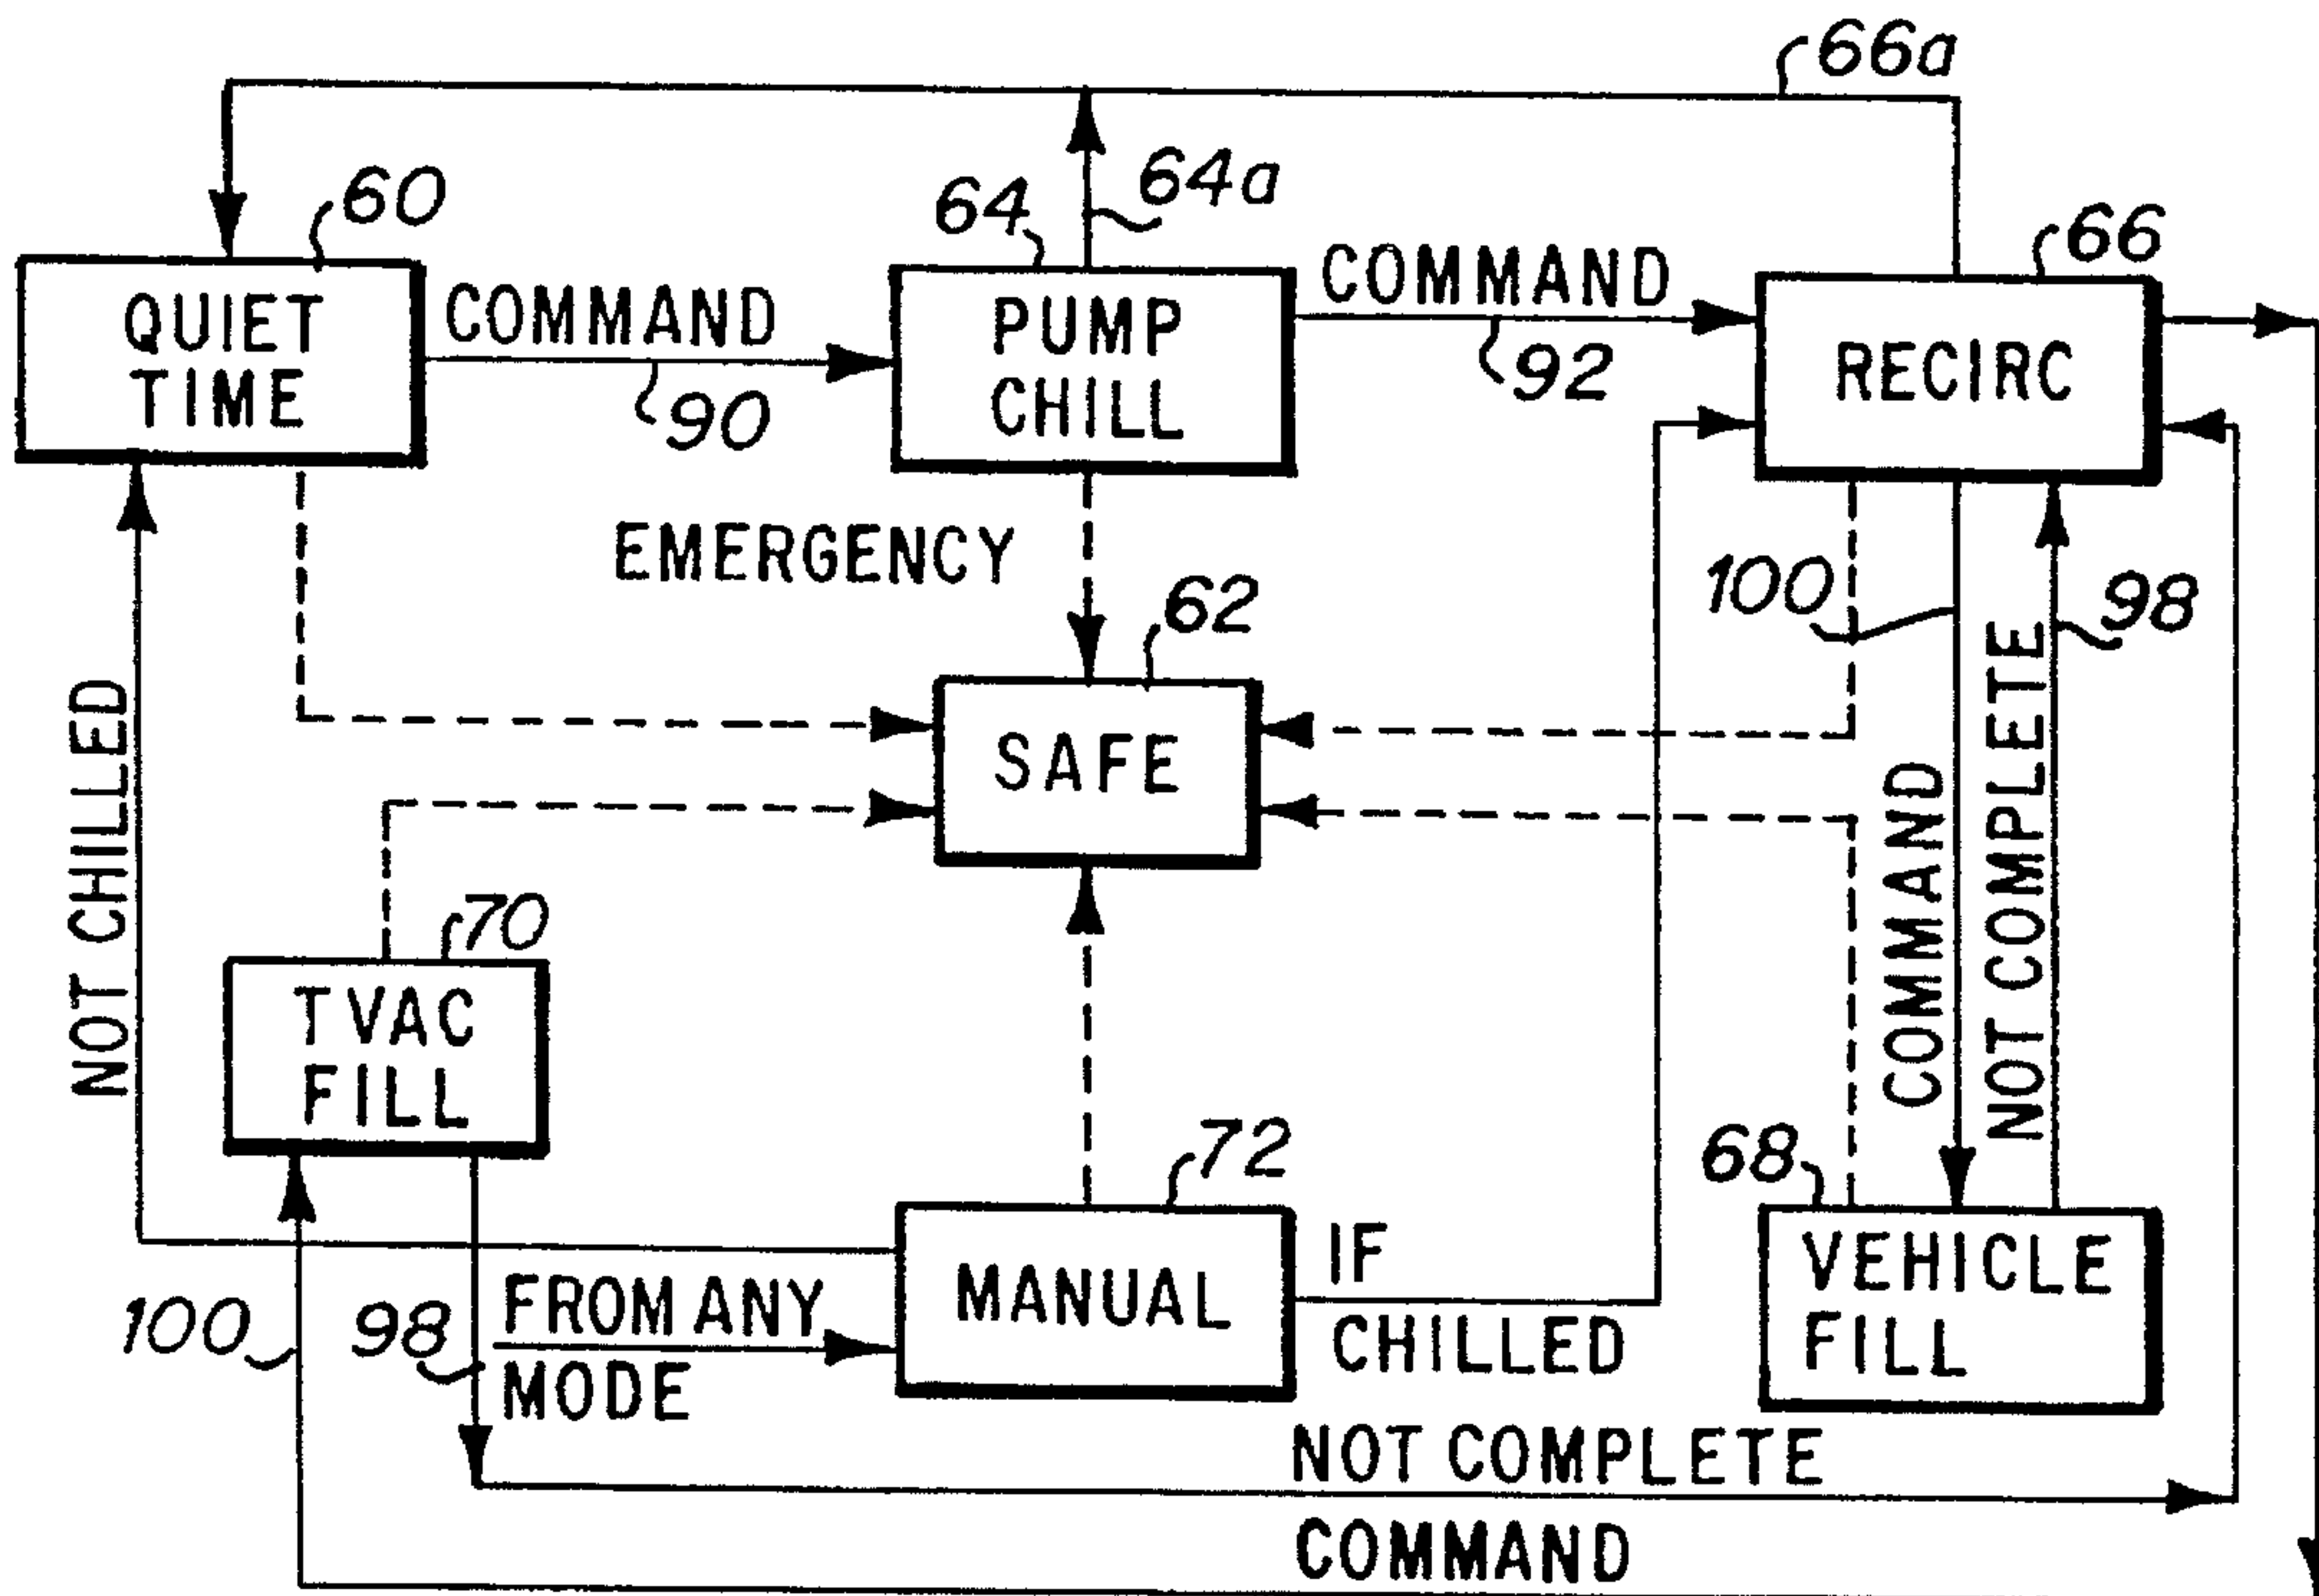 66a
60
64
64a
66
QUIET
TIME
COMMAND
90
PUMP
CHILL
COMMAND
92
RECIRC
EMERGENCY
62
100
98
NOT CHILLED
SAFE
COMMAND
NOT COMPLETE
70
TVAC
FILL
72
68
MANUAL
IF
CHILLED
VEHICLE
FILL
100
98
FROM ANY
MODE
NOT COMPLETE
COMMAND